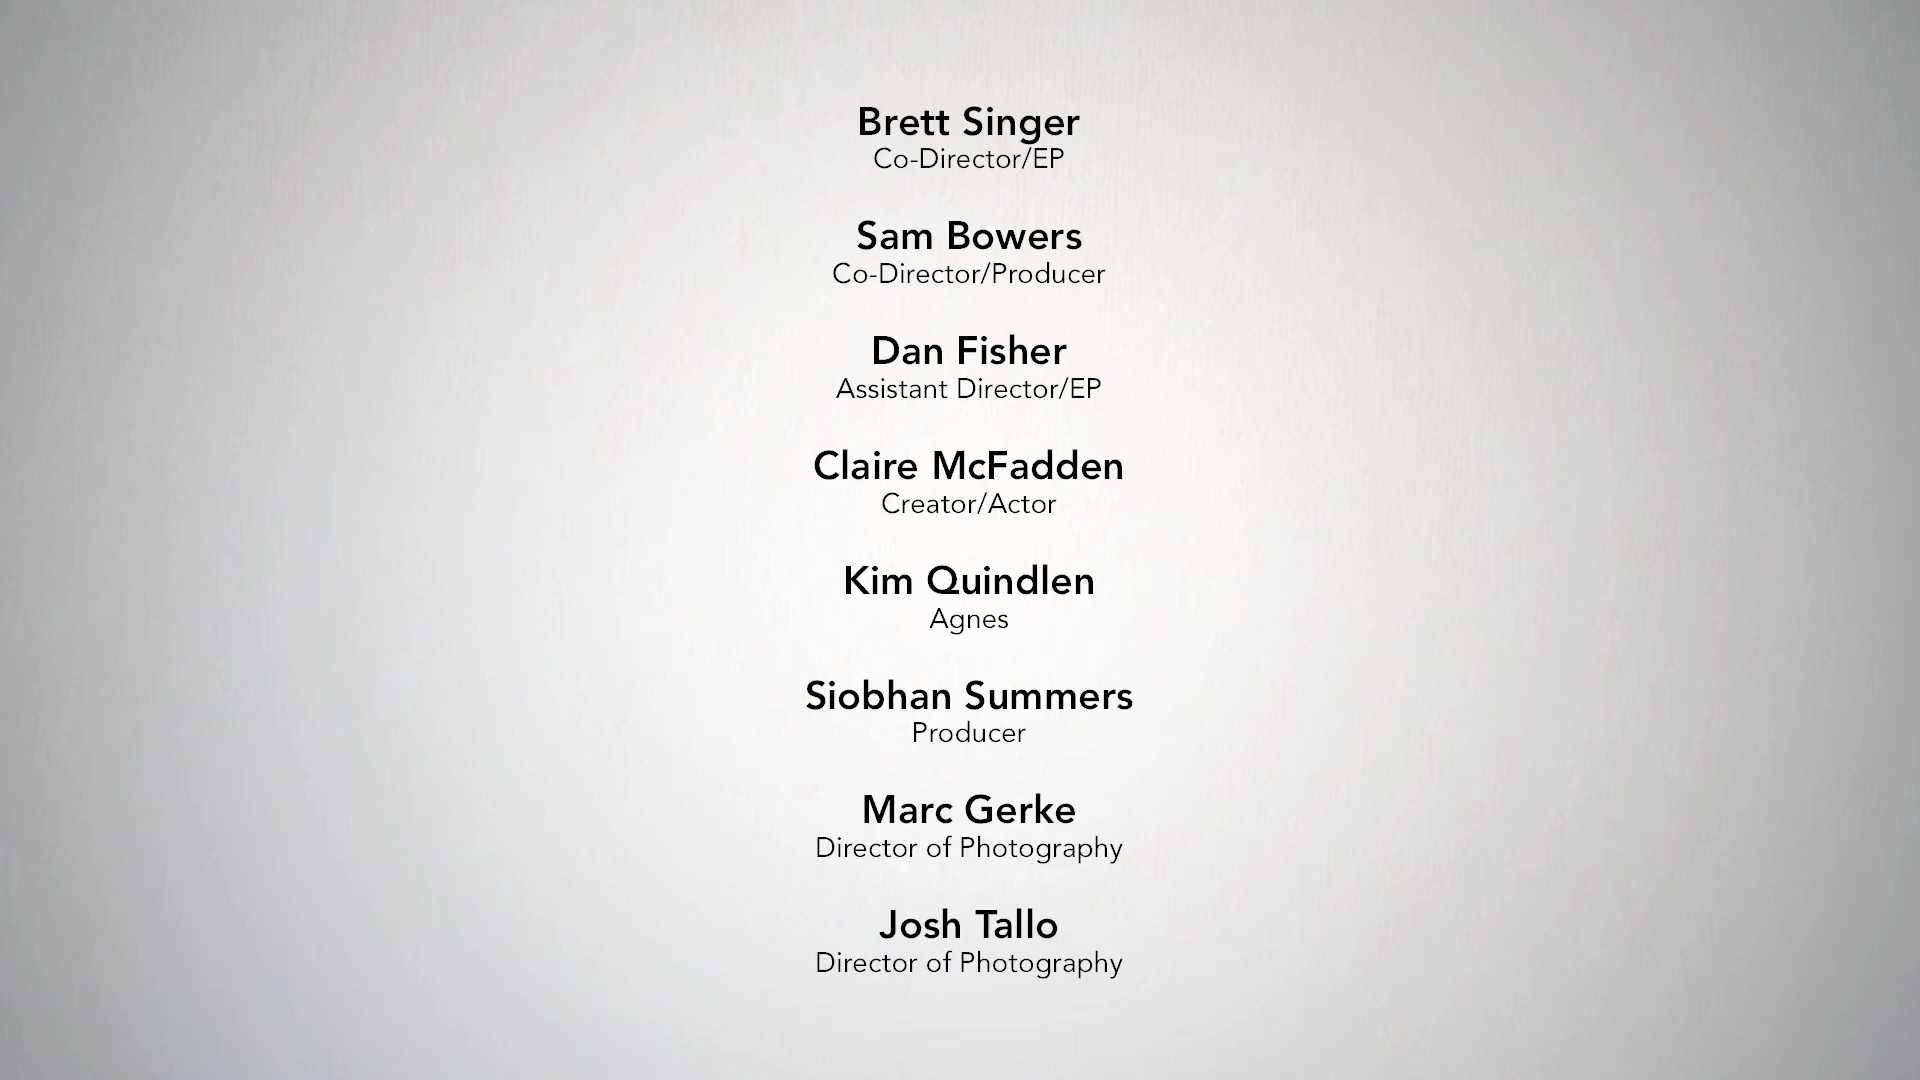 Brett Singer
Co-Director/EP
Sam Bowers
Co-Director/Producer
Dan Fisher
Assistant Director/EP
Claire McFadden
Creator/Actor
Kim Quindlen
Agnes
Siobhan Summers
Producer
Marc Gerke
Director of Photography
Josh Tallo
Director of Photography